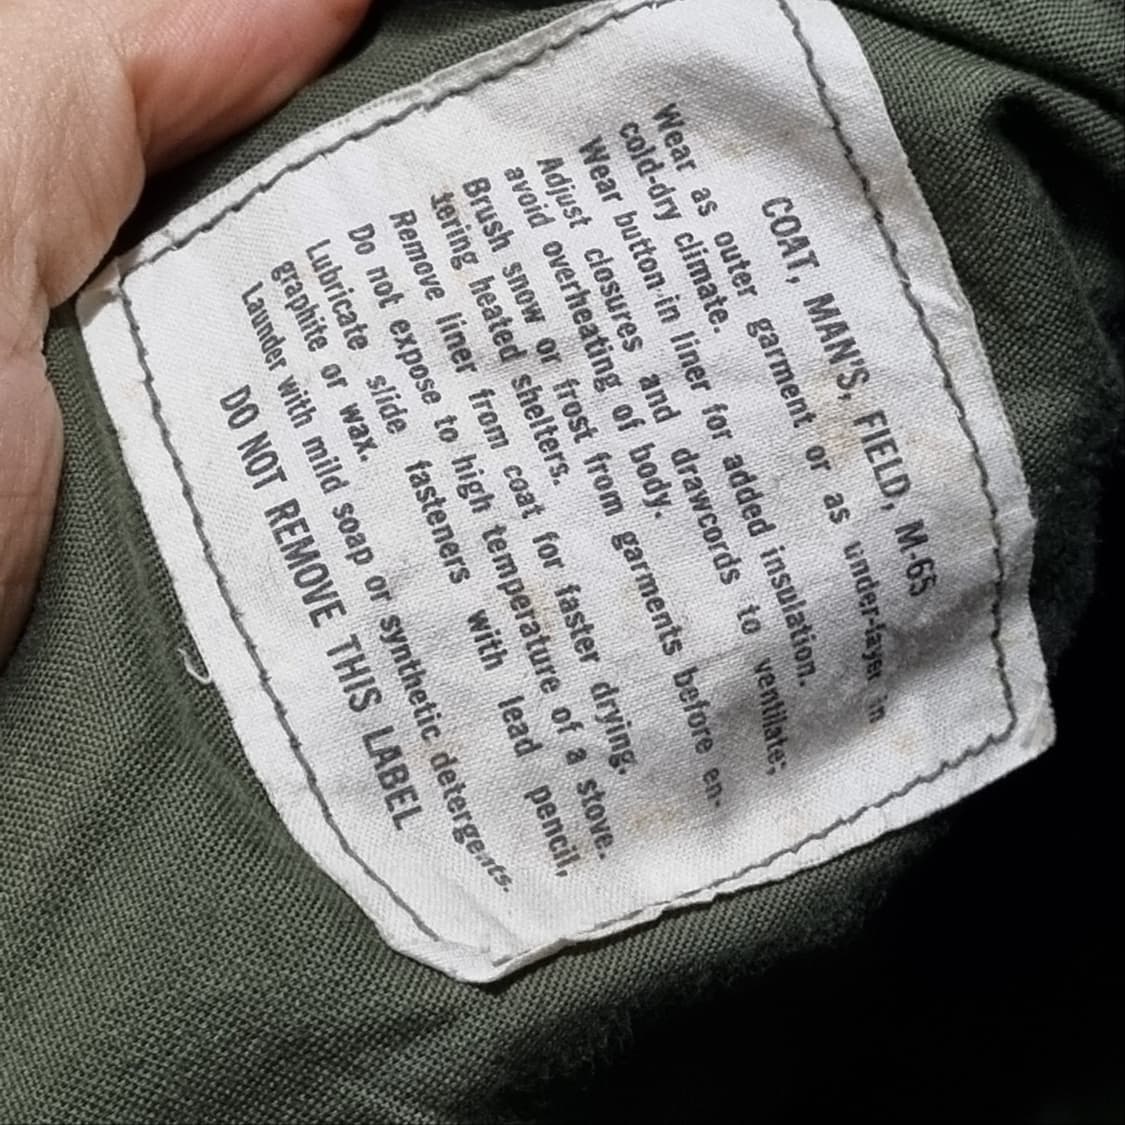 COAT, MAN'S, FIELD, M-65
Wear as outer garment or as under-layer in
cold-dry climate.
Wear button-in liner for added insulation.
Adjust closures and drawcords to ventilate;
avoid overheating of body.
Brush snow or frost from garments before en-
tering heated shelters.
Remove liner from coat for faster drying.
Do not expose to high temperature of a stove.
Lubricate slide fasteners with lead pencil,
graphite or wax.
Launder with mild soap or synthetic detergents.
DO NOT REMOVE THIS LABEL